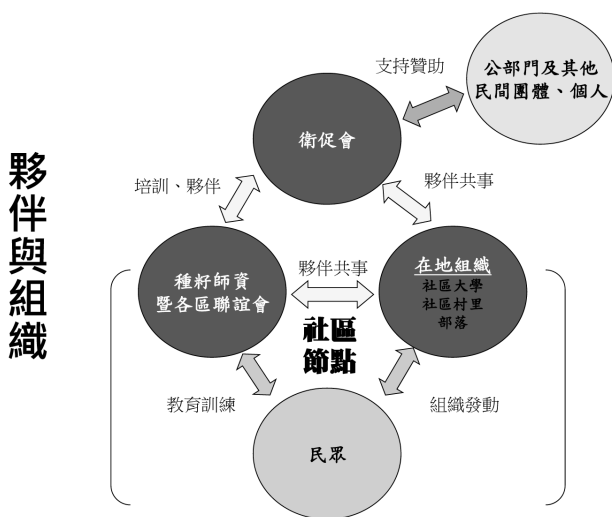 夥伴與組織
支持贊助
公部門及其他
民間團體、個人
衛促會
培訓、夥伴
夥伴共事
種籽師資
暨各區聯誼會
夥伴共事
在地組織
社區大學
社區村里
部落
社區
節點
教育訓練
組織發動
民眾